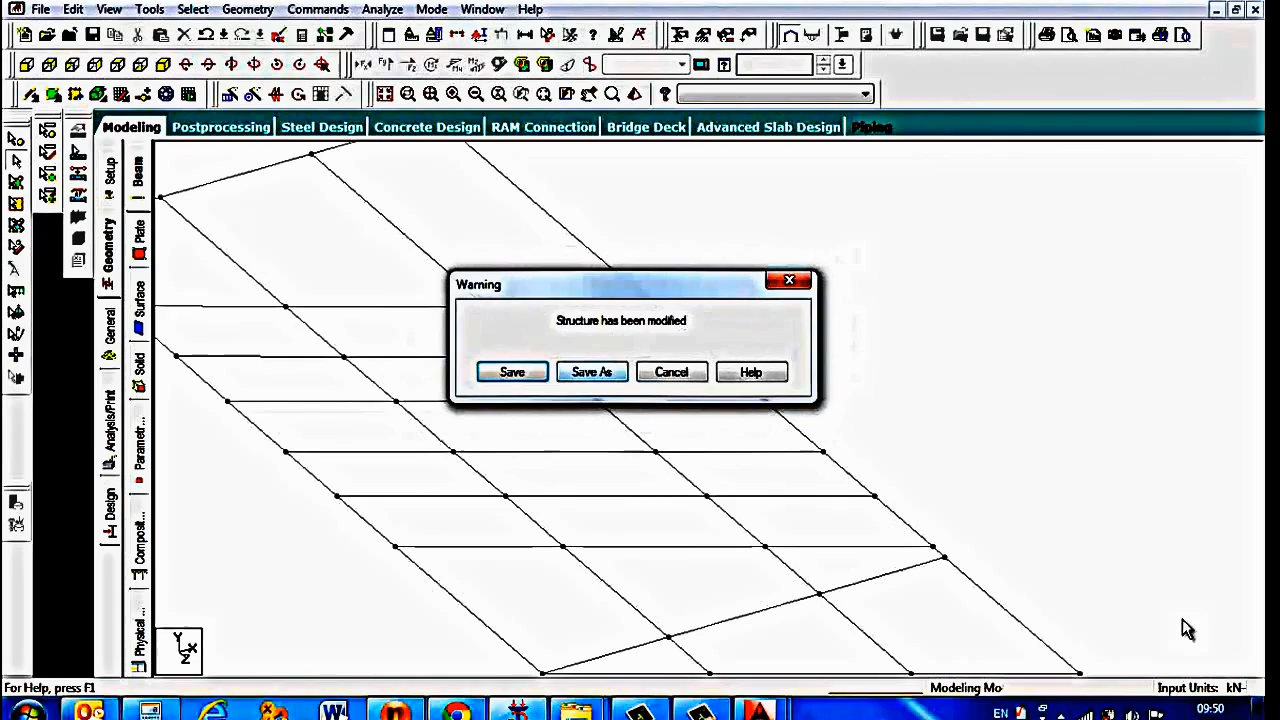 File Edit View Tools Select Geometry Commands Analyze Mode Window Help
Modeling Postprocessing Steel Design Concrete Design RAM Connection Bridge Deck Advanced Slab Design Piping
Setup
Geometry
General
Analysis/Print
Design
Beam
Plate
Surface
Solid
Parametr...
Composit...
Physical ...
Warning
Structure has been modified
Save Save As Cancel Help
Y
X
Z
For Help, press F1 Modeling Mo Input Units: kN-
EN 09:50